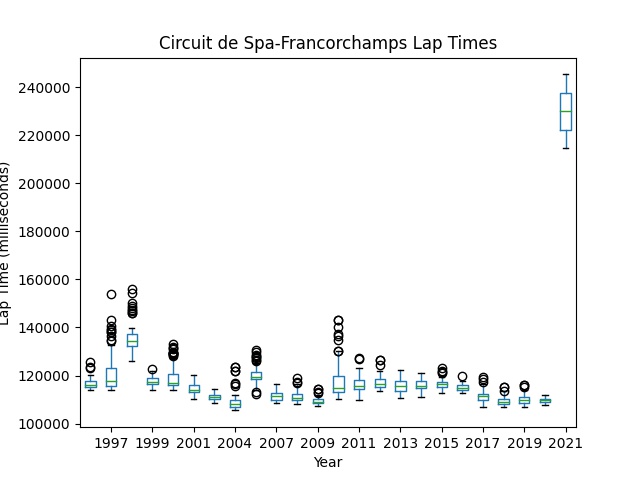 Circuit de Spa-Francorchamps Lap Times
Lap Time (milliseconds)
240000
220000
200000
180000
160000
140000
120000
100000
1997 1999 2001 2004 2007 2009 2011 2013 2015 2017 2019 2021
Year